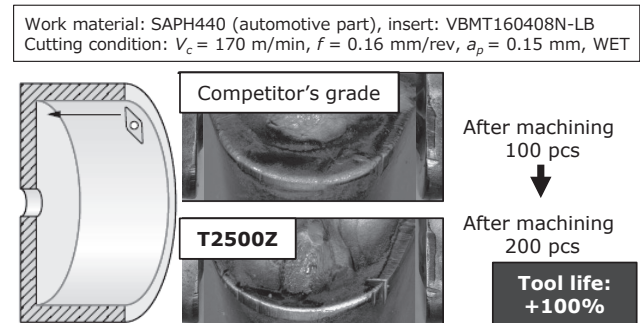 Work material: SAPH440 (automotive part), insert: VBMT160408N-LB
Cutting condition: Vc = 170 m/min, f = 0.16 mm/rev, ap = 0.15 mm, WET
Competitor's grade
After machining
100 pcs
T2500Z
After machining
200 pcs
Tool life:
+100%